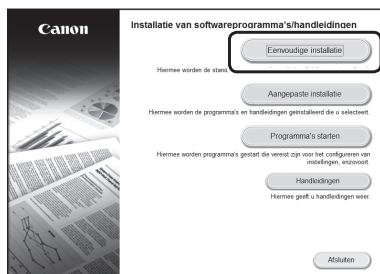 Canon
Installatie van softwareprogramma's/handleidingen
Eenvoudige installatie
Hiermee worden de
Aangepaste installatie
Hiermee worden de programma's en handleidingen geïnstalleerd die u selecteert.
Programma's starten
Hiermee worden programma's gestart die vereist zijn voor het configureren van
instellingen, enzovoort.
Handleidingen
Hiermee geeft u handleidingen weer.
Afsluiten